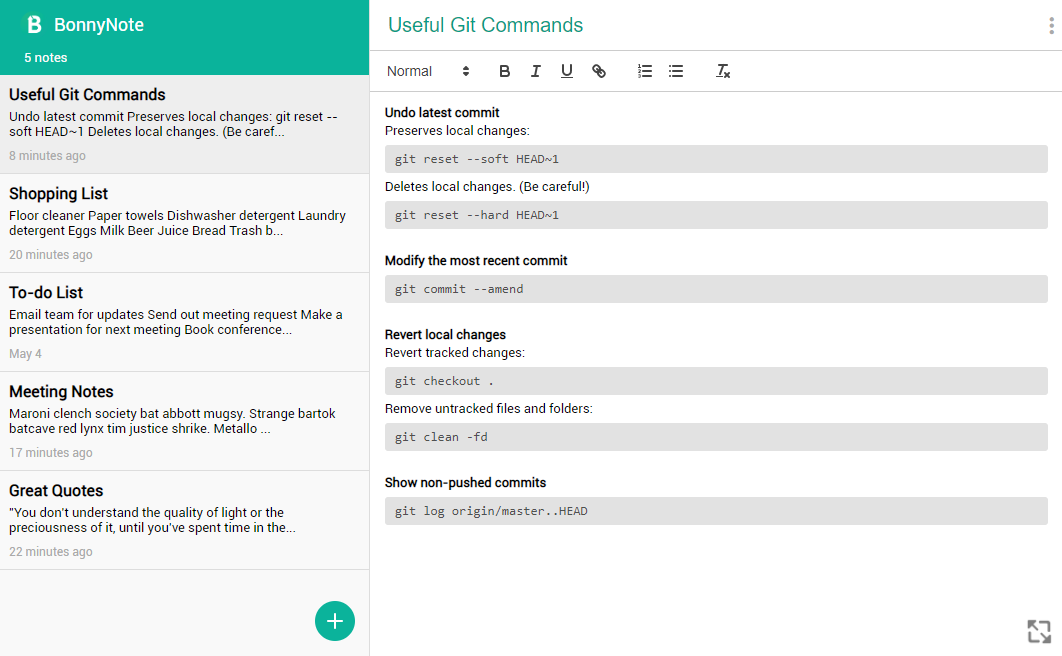 BonnyNote
5 notes
Useful Git Commands
Undo latest commit Preserves local changes: git reset --
soft HEAD~1 Deletes local changes. (Be caref...
8 minutes ago
Shopping List
Floor cleaner Paper towels Dishwasher detergent Laundry
detergent Eggs Milk Beer Juice Bread Trash b...
20 minutes ago
To-do List
Email team for updates Send out meeting request Make a
presentation for next meeting Book conference...
May 4
Meeting Notes
Maroni clench society bat abbott mugsy. Strange bartok
batcave red lynx tim justice shrike. Metallo ...
17 minutes ago
Great Quotes
"You don't understand the quality of light or the
preciousness of it, until you've spent time in the...
22 minutes ago
Useful Git Commands
Normal
Undo latest commit
Preserves local changes:
git reset --soft HEAD~1
Deletes local changes. (Be careful!)
git reset --hard HEAD~1
Modify the most recent commit
git commit --amend
Revert local changes
Revert tracked changes:
git checkout .
Remove untracked files and folders:
git clean -fd
Show non-pushed commits
git log origin/master..HEAD